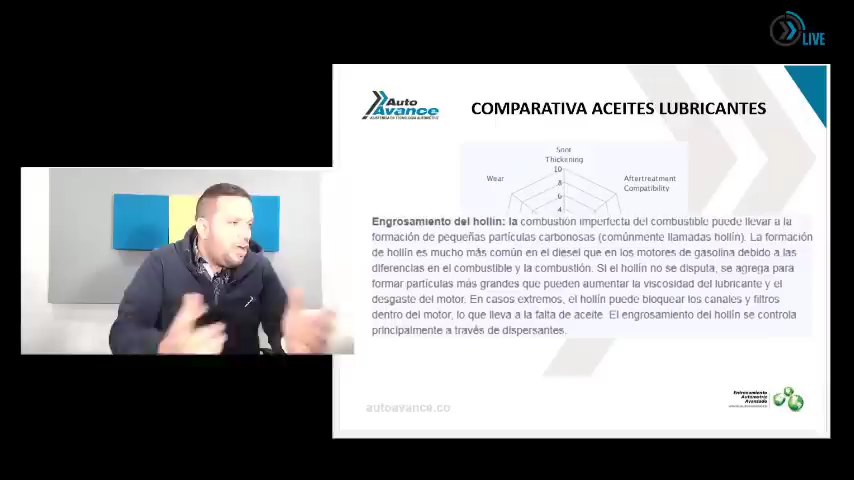 LIVE
Auto
Avance
COMPARATIVA ACEITES LUBRICANTES
Soot
Thickening
10
Wear
8
Aftertreatment
Compatibility
6
4
Engrosamiento del hollín: la combustión imperfecta del combustible puede llevar a la
formación de pequeñas partículas carbonosas (comúnmente llamadas hollín). La formación
de hollín es mucho más común en el diesel que en los motores de gasolina debido a las
diferencias en el combustible y la combustión. Si el hollín no se disputa, se agrega para
formar partículas más grandes que pueden aumentar la viscosidad del lubricante y el
desgaste del motor. En casos extremos, el hollín puede bloquear los canales y filtros
dentro del motor, lo que lleva a la falta de aceite. El engrosamiento del hollín se controla
principalmente a través de dispersantes.
autoavance.co
Entrenamiento
Automotriz
Avanzado